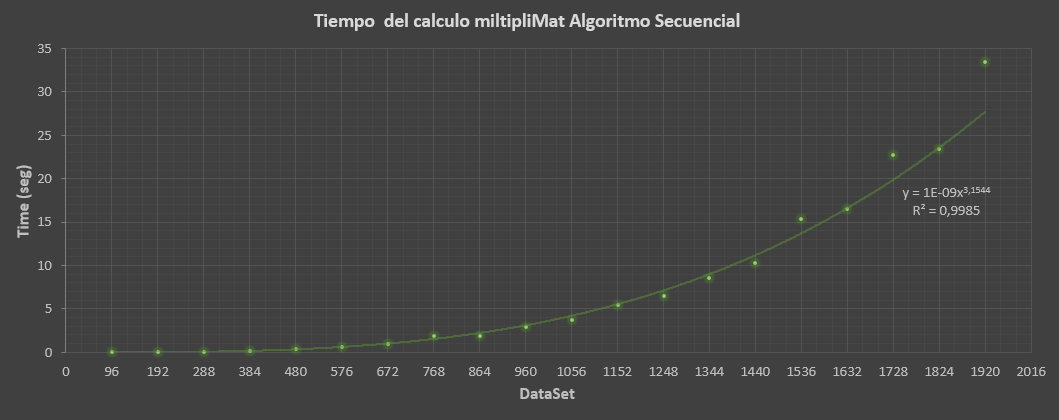 Tiempo  del calculo miltipliMat Algoritmo Secuencial
35
30
25
20
15
10
5
0
Time (seg)
y = 1E-09x³,¹⁵⁴⁴
R² = 0,9985
0 96 192 288 384 480 576 672 768 864 960 1056 1152 1248 1344 1440 1536 1632 1728 1824 1920 2016
DataSet